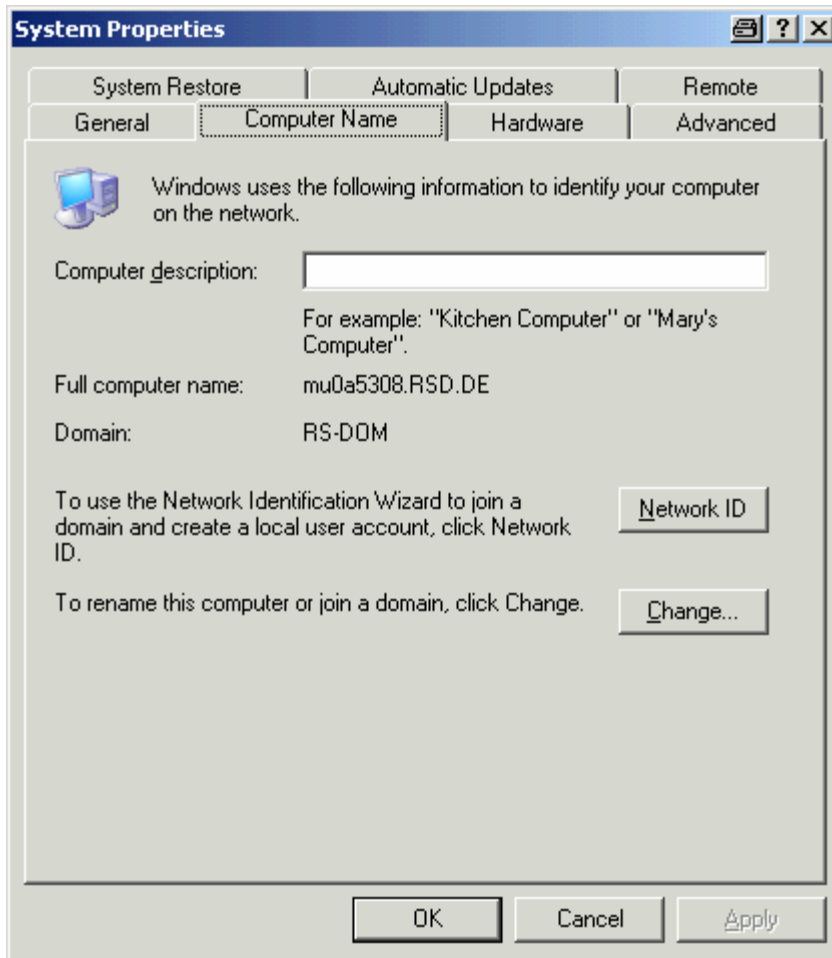 System Properties
System Restore
Automatic Updates
Remote
General
Computer Name
Hardware
Advanced
Windows uses the following information to identify your computer
on the network.
Computer description:
For example: "Kitchen Computer" or "Mary's
Computer".
Full computer name:
mu0a5308.RSD.DE
Domain:
RS-DOM
To use the Network Identification Wizard to join a
domain and create a local user account, click Network
ID.
Network ID
To rename this computer or join a domain, click Change.
Change...
OK
Cancel
Apply